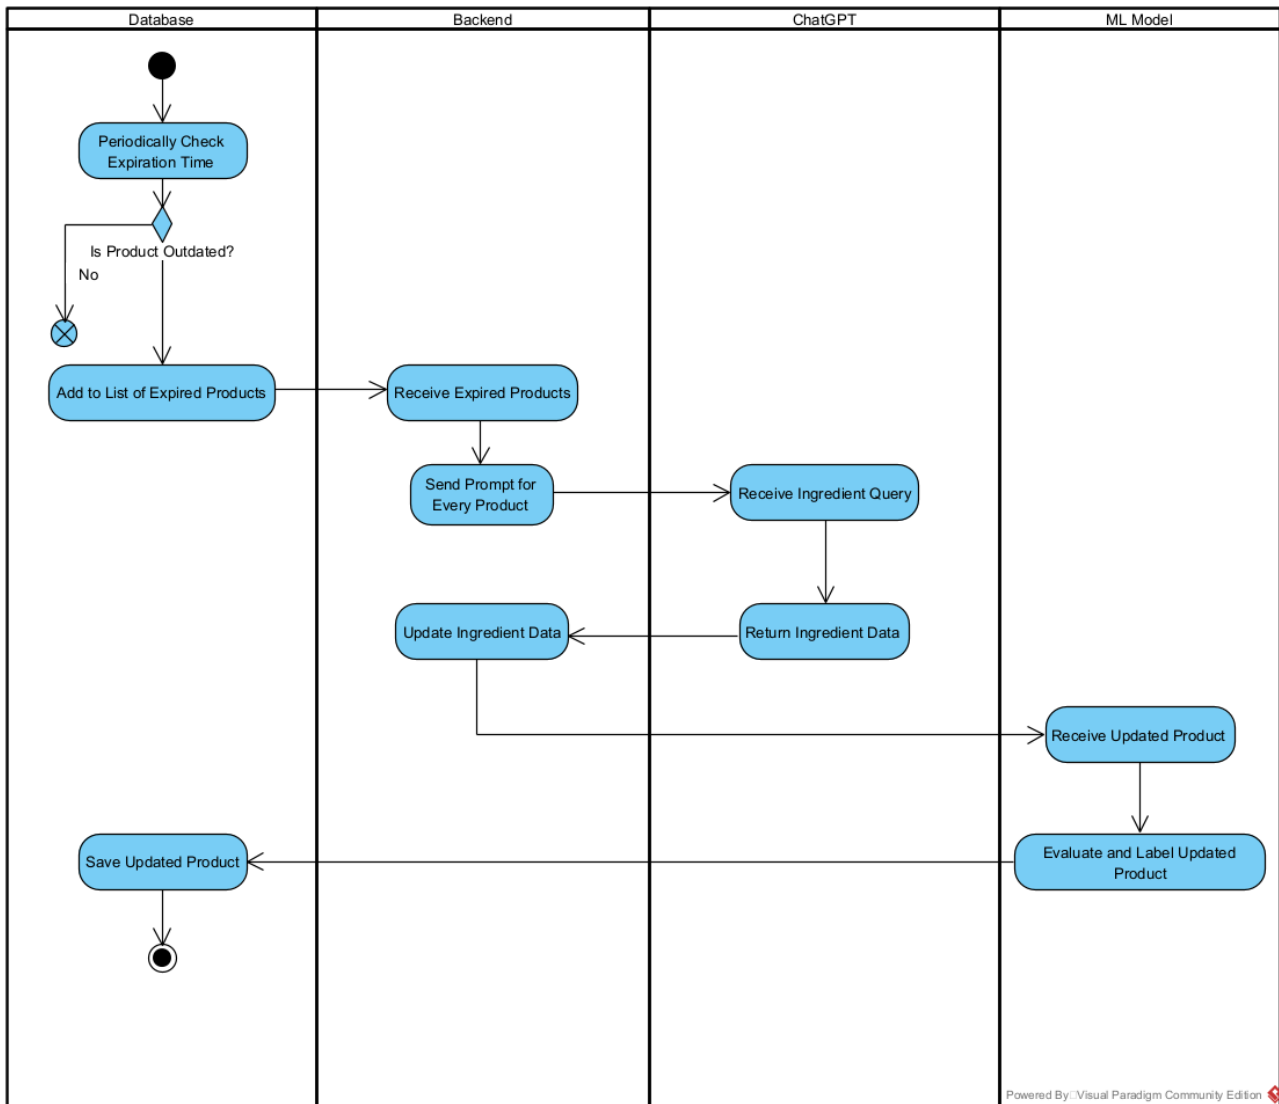 Database
Backend
ChatGPT
ML Model
Periodically Check
Expiration Time
Is Product Outdated?
No
Add to List of Expired Products
Receive Expired Products
Send Prompt for
Every Product
Receive Ingredient Query
Update Ingredient Data
Return Ingredient Data
Receive Updated Product
Save Updated Product
Evaluate and Label Updated
Product
Powered By Visual Paradigm Community Edition